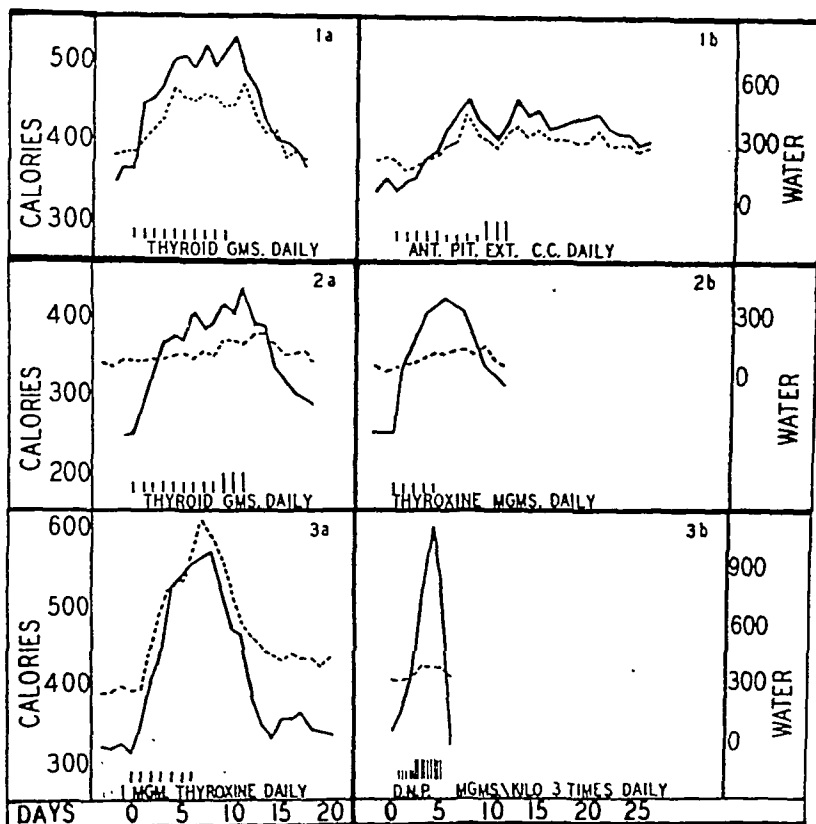 1a
1b
500
400
300
CALORIES
600
300
0
WATER
THYROID GMS. DAILY
ANT. PIT. EXT. C.C. DAILY
2a
2b
400
300
200
CALORIES
300
0
WATER
THYROID GMS. DAILY
THYROXINE MGMS. DAILY
3a
3b
600
500
400
300
CALORIES
900
600
300
0
WATER
1 MGM THYROXINE DAILY
D.N.P. MGMS\KILO 3 TIMES DAILY
DAYS 0 5 10 15 20 0 5 10 15 20 25